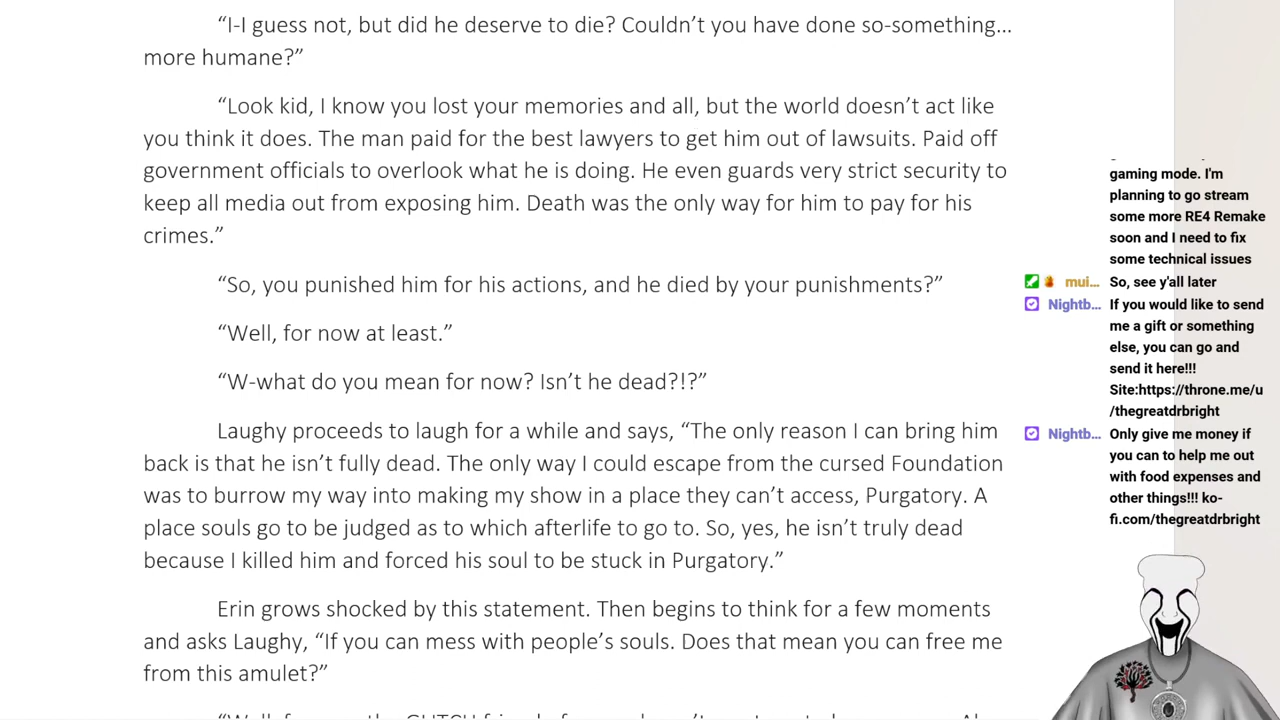 “I-I guess not, but did he deserve to die? Couldn’t you have done so-something…
more humane?”
“Look kid, I know you lost your memories and all, but the world doesn’t act like
you think it does. The man paid for the best lawyers to get him out of lawsuits. Paid off
government officials to overlook what he is doing. He even guards very strict security to
keep all media out from exposing him. Death was the only way for him to pay for his
crimes.”
“So, you punished him for his actions, and he died by your punishments?”
“Well, for now at least.”
“W-what do you mean for now? Isn’t he dead?!?”
Laughy proceeds to laugh for a while and says, “The only reason I can bring him
back is that he isn’t fully dead. The only way I could escape from the cursed Foundation
was to burrow my way into making my show in a place they can’t access, Purgatory. A
place souls go to be judged as to which afterlife to go to. So, yes, he isn’t truly dead
because I killed him and forced his soul to be stuck in Purgatory.”
Erin grows shocked by this statement. Then begins to think for a few moments
and asks Laughy, “If you can mess with people’s souls. Does that mean you can free me
from this amulet?”
gaming mode. I'm
planning to go stream
some more RE4 Remake
soon and I need to fix
some technical issues
mui... So, see y'all later
Nightb... If you would like to send
me a gift or something
else, you can go and
send it here!!!
Site:https://throne.me/u
/thegreatdrbright
Nightb... Only give me money if
you can to help me out
with food expenses and
other things!!! ko-
fi.com/thegreatdrbright